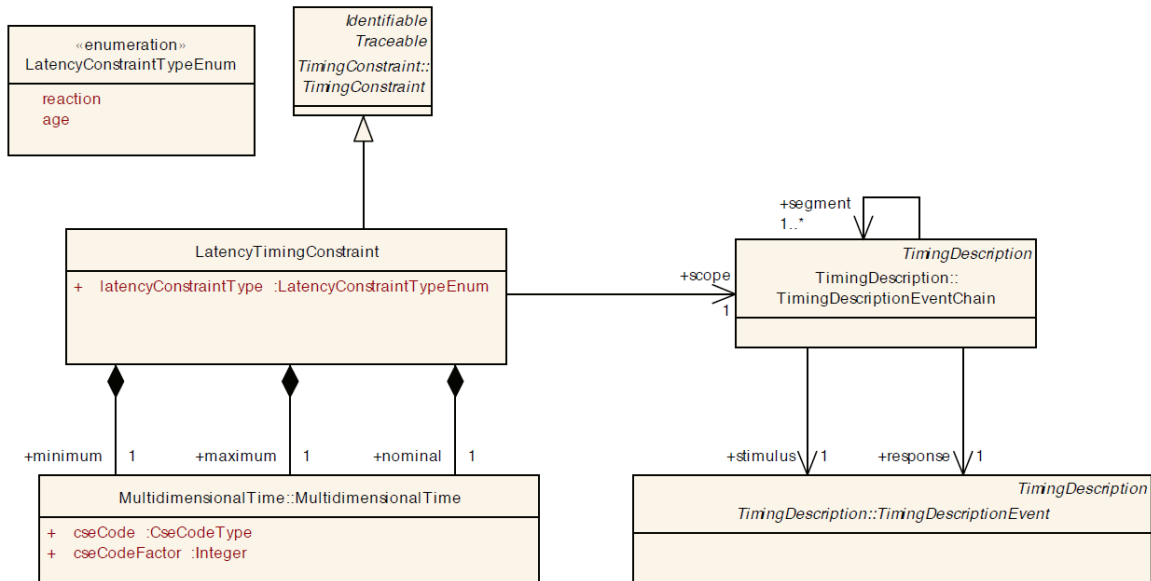 «enumeration»
LatencyConstraintTypeEnum
reaction
age
Identifiable
Traceable
TimingConstraint::
TimingConstraint
LatencyTimingConstraint
+ latencyConstraintType :LatencyConstraintTypeEnum
+scope
1
+segment
1..*
TimingDescription
TimingDescription::
TimingDescriptionEventChain
+minimum 1
+maximum 1
+nominal 1
+stimulus 1
+response 1
MultidimensionalTime::MultidimensionalTime
+ cseCode :CseCodeType
+ cseCodeFactor :Integer
TimingDescription
TimingDescription::TimingDescriptionEvent